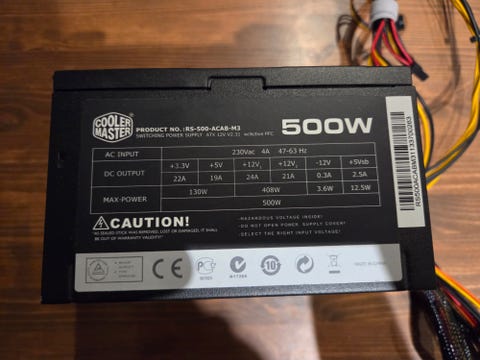 COOLER
MASTER
PRODUCT NO. :RS-500-ACAB-M3
SWITCHING POWER SUPPLY ATX 12V V2.31 w/Active PFC
500W
AC INPUT 230Vac 4A 47-63 Hz
DC OUTPUT +3.3V +5V +12V1 +12V2 -12V +5Vsb
22A 19A 24A 21A 0.3A 2.5A
MAX-POWER 130W 408W 3.6W 12.5W
500W
CAUTION!
-HAZARDOUS VOLTAGE INSIDE!
-DO NOT OPEN POWER SUPPLY COVER!
-SELECT THE RIGHT INPUT VOLTAGE!
RS500ACABM31133700263
CE
10